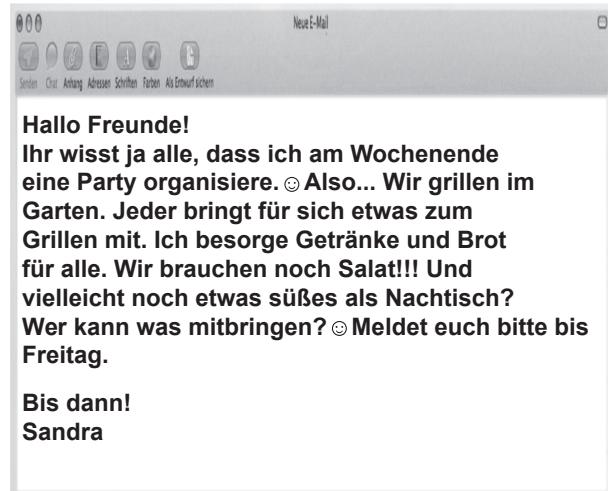 Neue E-Mail
Senden Chat Anhang Adressen Schriften Farben Als Entwurf sichern
Hallo Freunde!
Ihr wisst ja alle, dass ich am Wochenende
eine Party organisiere.☺Also... Wir grillen im
Garten. Jeder bringt für sich etwas zum
Grillen mit. Ich besorge Getränke und Brot
für alle. Wir brauchen noch Salat!!! Und
vielleicht noch etwas süßes als Nachtisch?
Wer kann was mitbringen?☺Meldet euch bitte bis
Freitag.
Bis dann!
Sandra